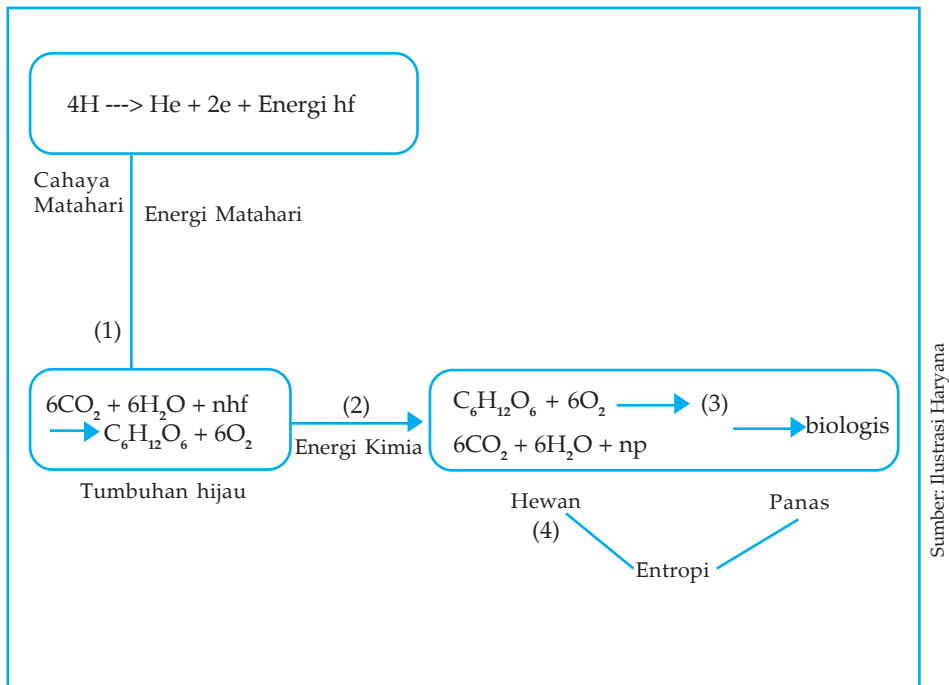 4H ---> He + 2e + Energi hf
Cahaya
Matahari
Energi Matahari
(1)
6CO₂ + 6H₂O + nhf
C₆H₁₂O₆ + 6O₂
Tumbuhan hijau
(2)
Energi Kimia
C₆H₁₂O₆ + 6O₂ (3)
6CO₂ + 6H₂O + np
biologis
Hewan
(4)
Panas
Entropi
Sumber: Ilustrasi Haryana